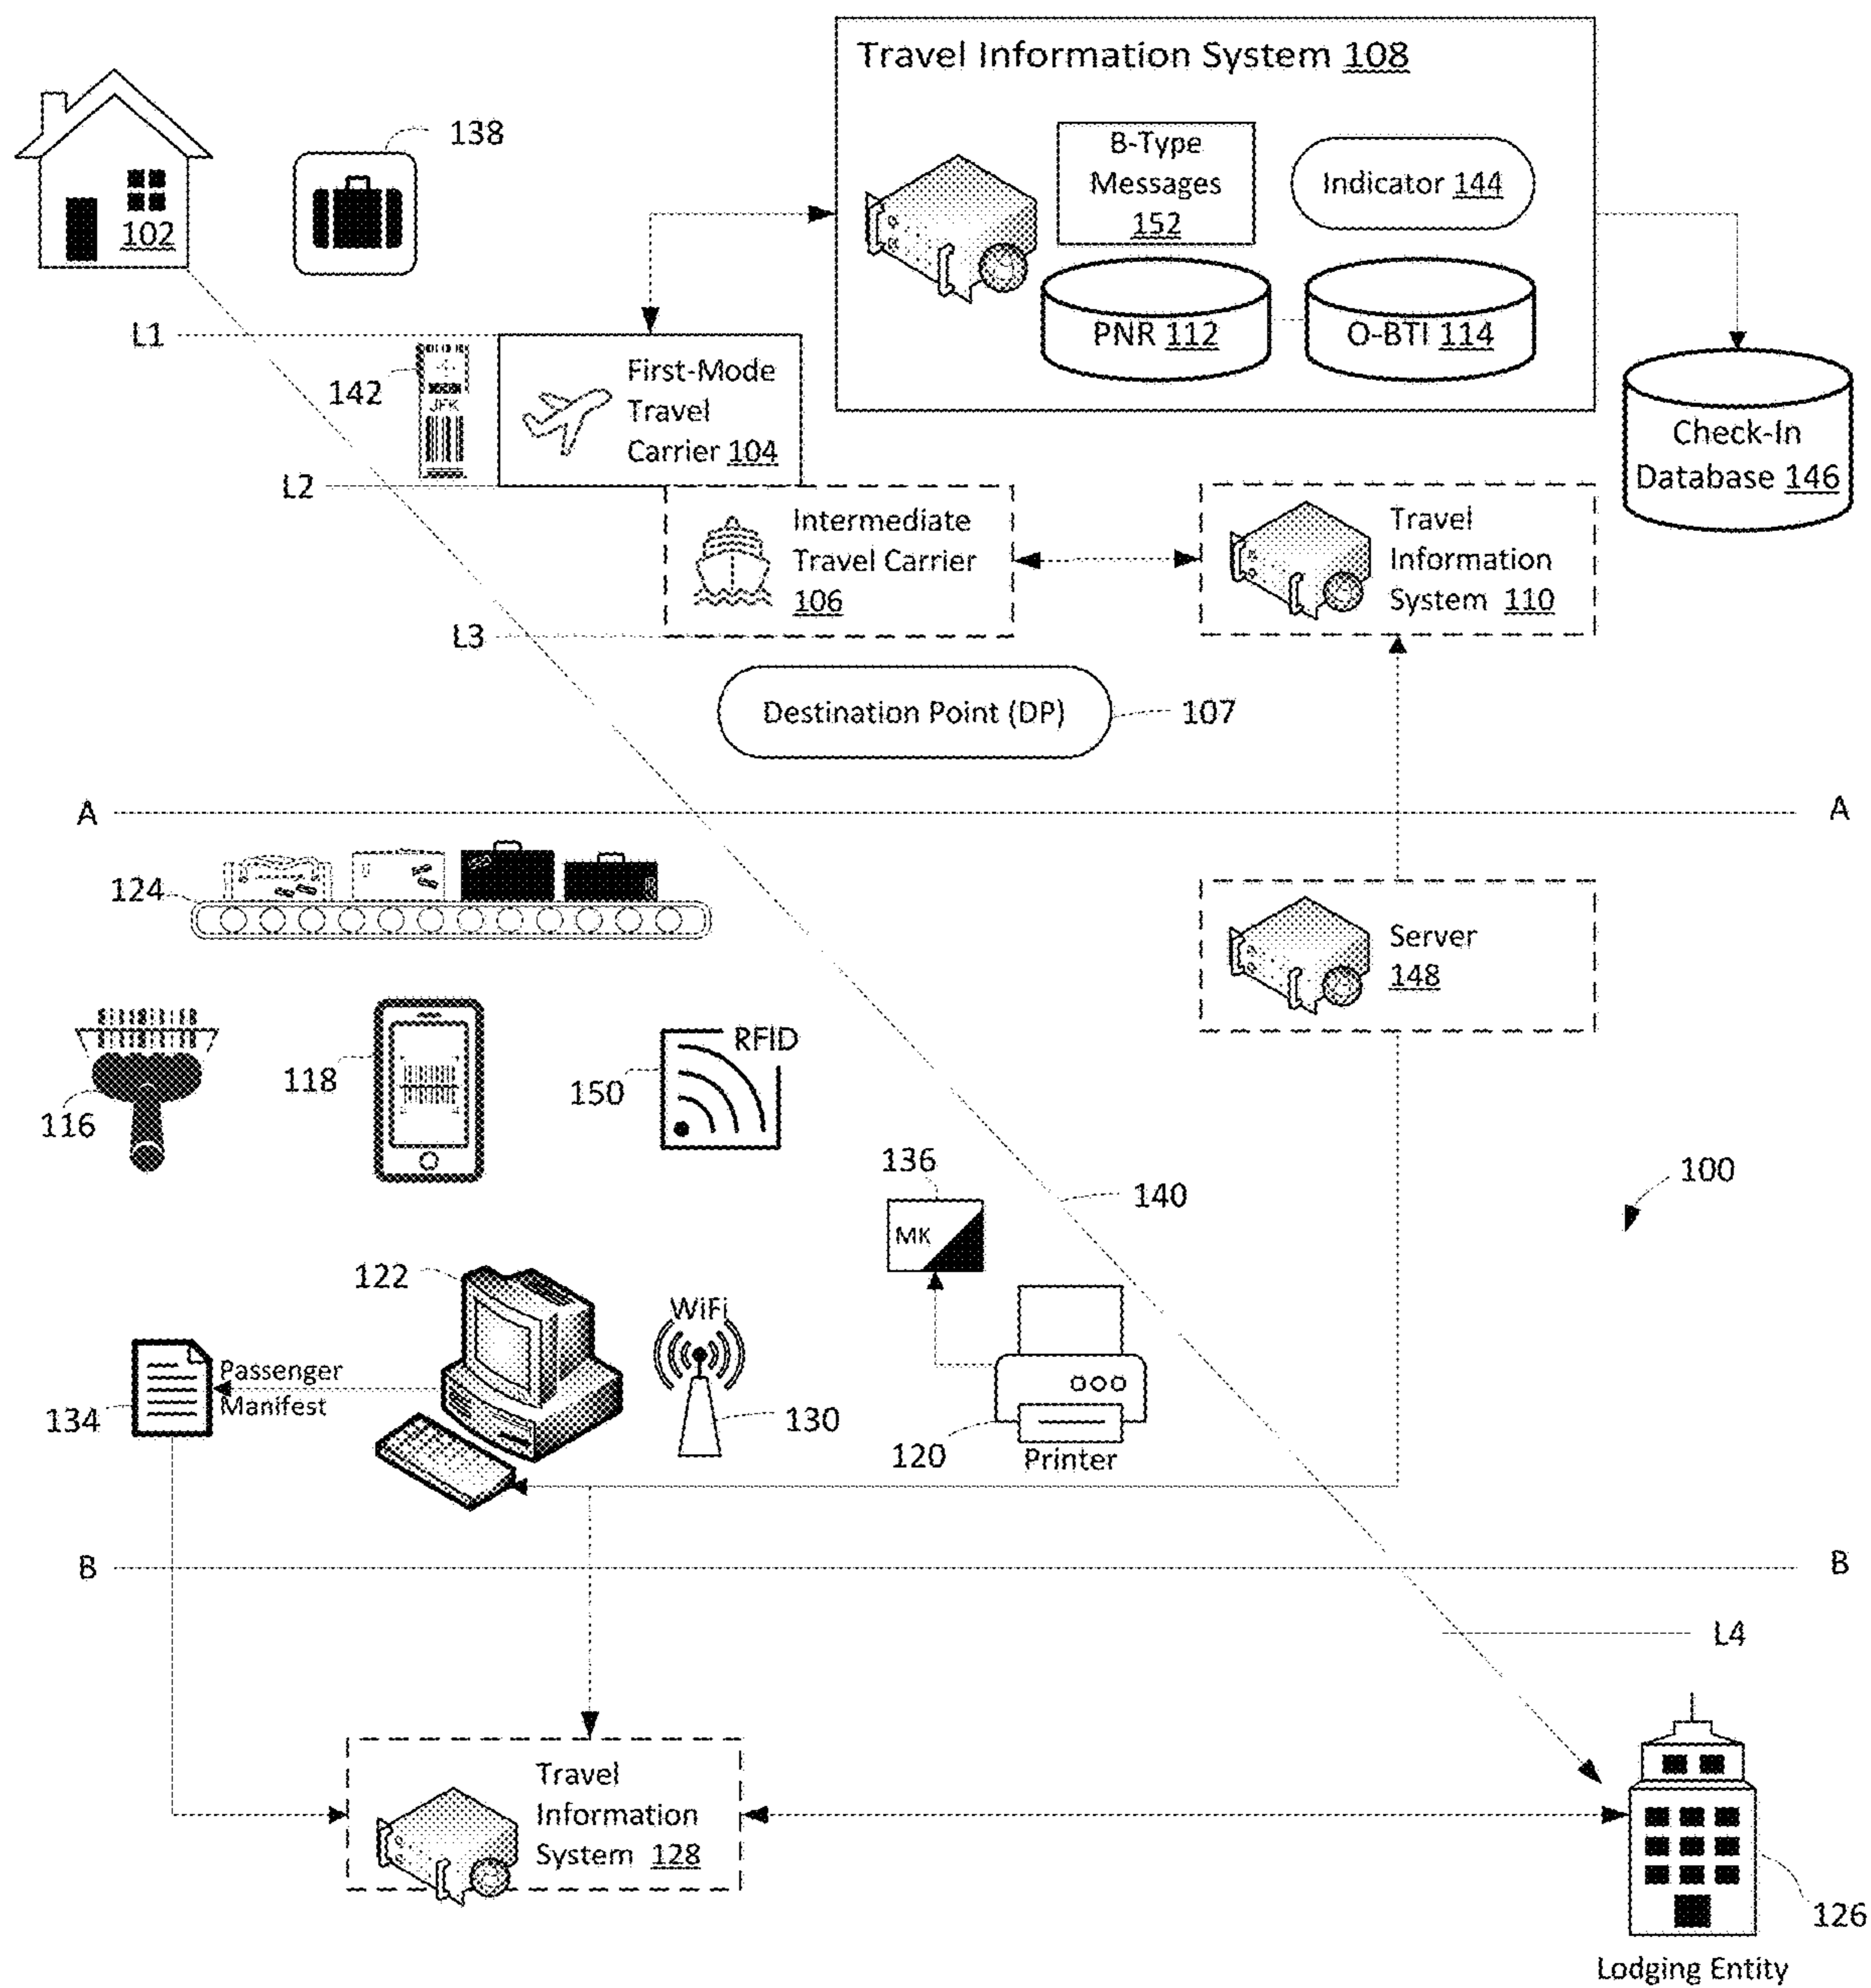 Travel Information System 108
B-Type
Messages
152
Indicator 144
138
102
PNR 112
O-BTI 114
L1
142
JFK
First-Mode
Travel
Carrier 104
Check-In
Database 146
L2
Intermediate
Travel Carrier
106
Travel
Information
System 110
L3
Destination Point (DP)
107
A
A
124
Server
148
RFID
116
118
150
136
MK
140
100
122
WiFi
Passenger
Manifest
134
130
120
Printer
B
B
L4
Travel
Information
System 128
126
Lodging Entity